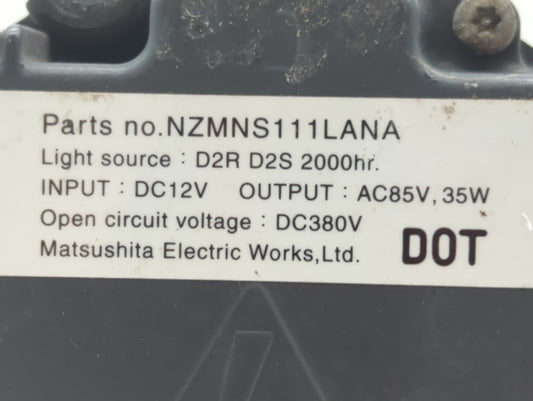 Parts no.NZMNS111LANA
Light source : D2R D2S 2000hr.
INPUT : DC12V OUTPUT : AC85V, 35W
Open circuit voltage : DC380V
Matsushita Electric Works,Ltd. DOT